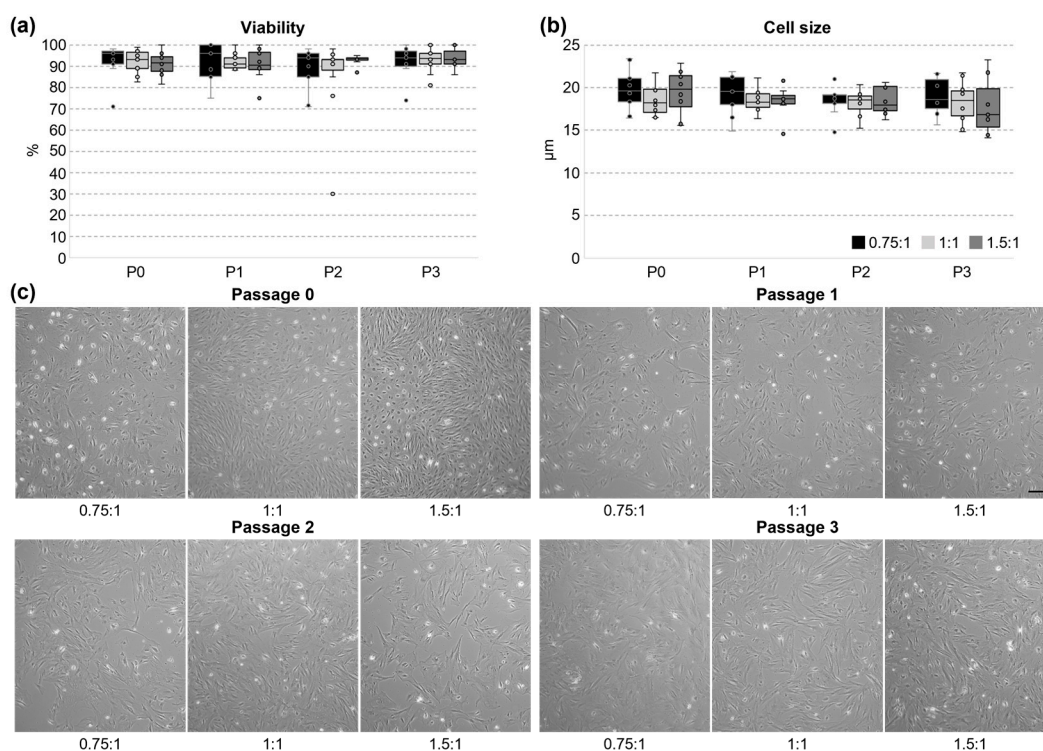 (a)
Viability
100
90
80
70
60
50
40
30
20
10
0
%
P0 P1 P2 P3
(b)
Cell size
25
20
15
10
5
0
µm
0.75:1 1:1 1.5:1
P0 P1 P2 P3
(c)
Passage 0
0.75:1 1:1 1.5:1
Passage 1
0.75:1 1:1 1.5:1
Passage 2
0.75:1 1:1 1.5:1
Passage 3
0.75:1 1:1 1.5:1